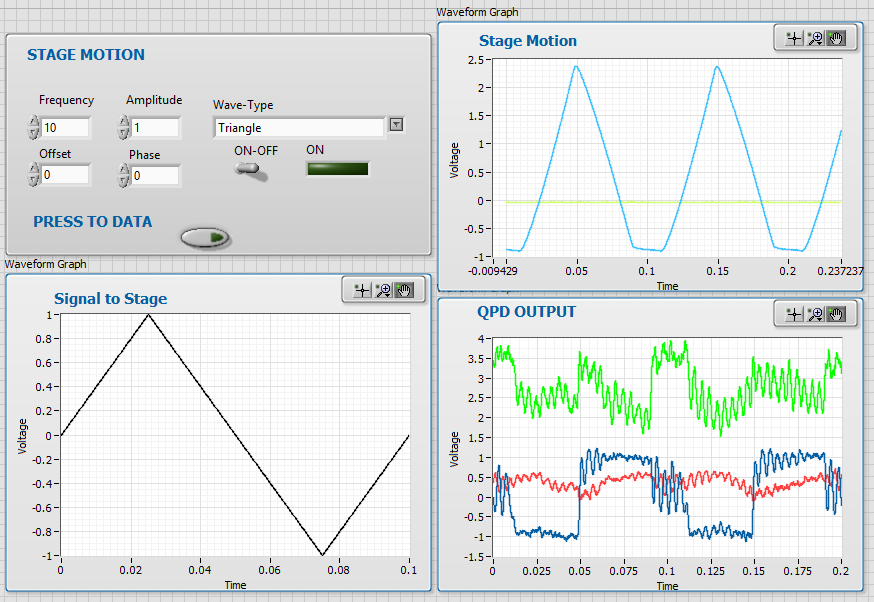 STAGE MOTION
Frequency Amplitude Wave-Type
10 1 Triangle
Offset Phase ON-OFF ON
0 0
PRESS TO DATA
Waveform Graph
Stage Motion
2.5
2
1.5
1
0.5
0
-0.5
-1
Voltage
-0.009429 0.05 0.1 0.15 0.2 0.237237
Time
Waveform Graph
Signal to Stage
1
0.8
0.6
0.4
0.2
0
-0.2
-0.4
-0.6
-0.8
-1
Voltage
0 0.02 0.04 0.06 0.08 0.1
Time
QPD OUTPUT
4
3.5
3
2.5
2
1.5
1
0.5
0
-0.5
-1
-1.5
Voltage
0 0.025 0.05 0.075 0.1 0.125 0.15 0.175 0.2
Time